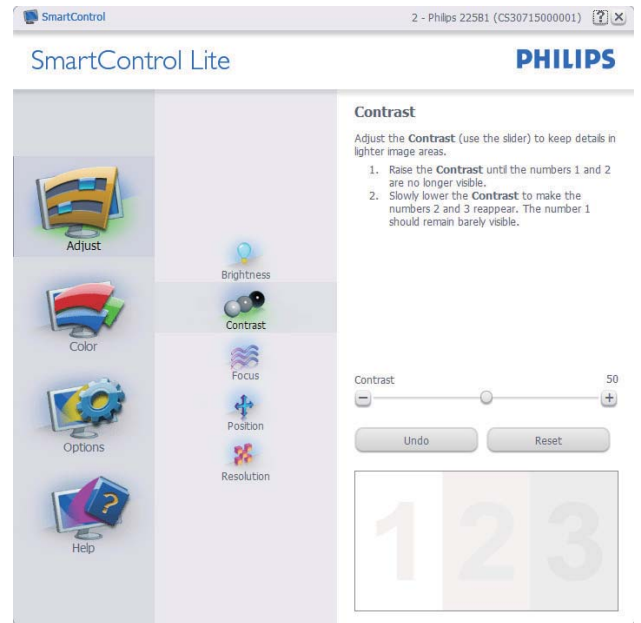 SmartControl
2 - Philips 225B1 (CS30715000001)
?
SmartControl Lite
PHILIPS
Adjust
Color
Options
?
Help
Brightness
Contrast
Focus
Position
Resolution
Contrast
Adjust the Contrast (use the slider) to keep details in
lighter image areas.
1. Raise the Contrast until the numbers 1 and 2
are no longer visible.
2. Slowly lower the Contrast to make the
numbers 2 and 3 reappear. The number 1
should remain barely visible.
Contrast 50
Undo Reset
1 2 3